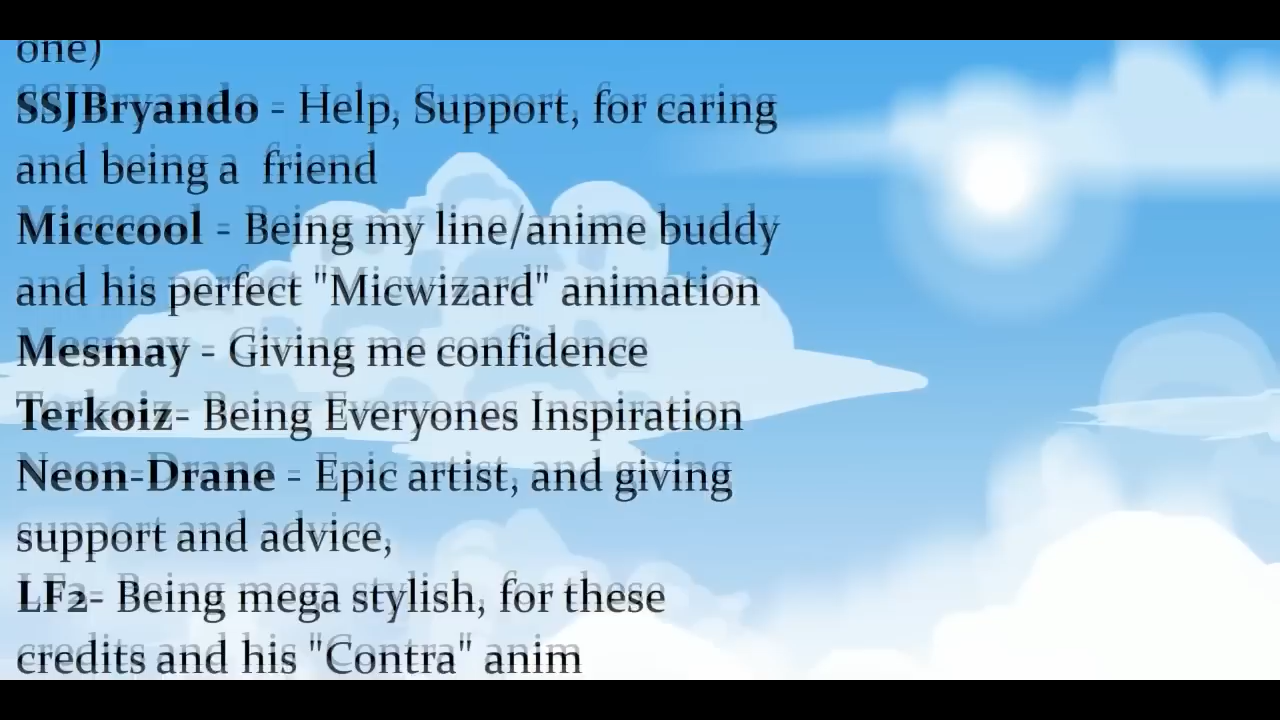 one)
SSJBryando - Help, Support, for caring
and being a friend
Micccool - Being my line/anime buddy
and his perfect "Micwizard" animation
Mesmay - Giving me confidence
Terkoiz- Being Everyones Inspiration
Neon-Drane - Epic artist, and giving
support and advice,
LF2- Being mega stylish, for these
credits and his "Contra" anim